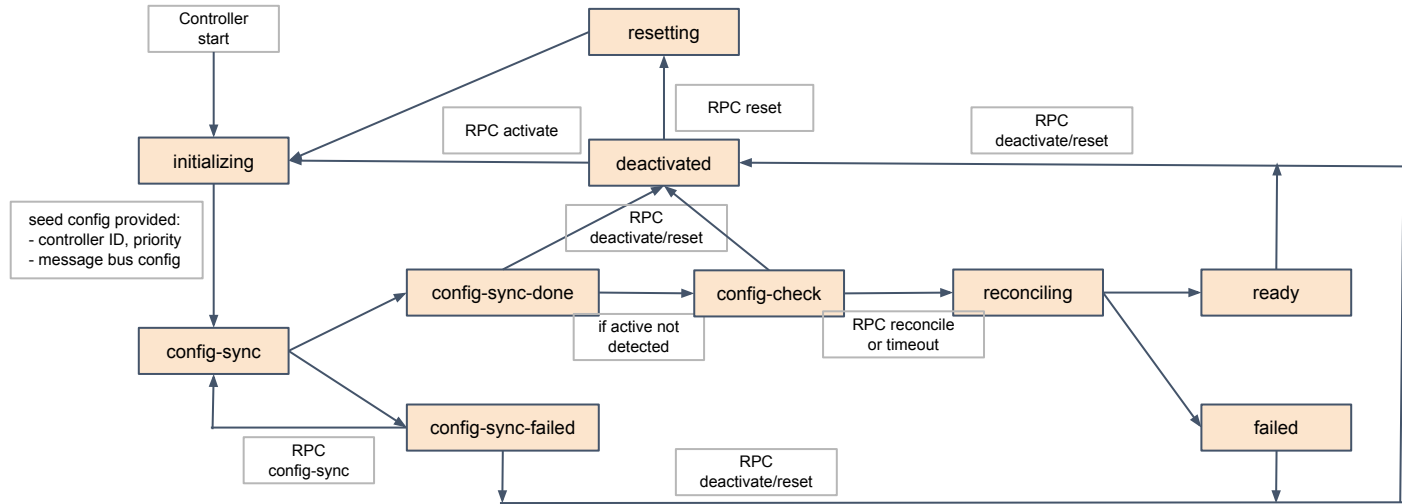 Controller
start
resetting
RPC reset
RPC activate
RPC
deactivate/reset
initializing
deactivated
seed config provided:
- controller ID, priority
- message bus config
RPC
deactivate/reset
config-sync-done
config-check
reconciling
ready
if active not
detected
RPC reconcile
or timeout
config-sync
config-sync-failed
failed
RPC
config-sync
RPC
deactivate/reset